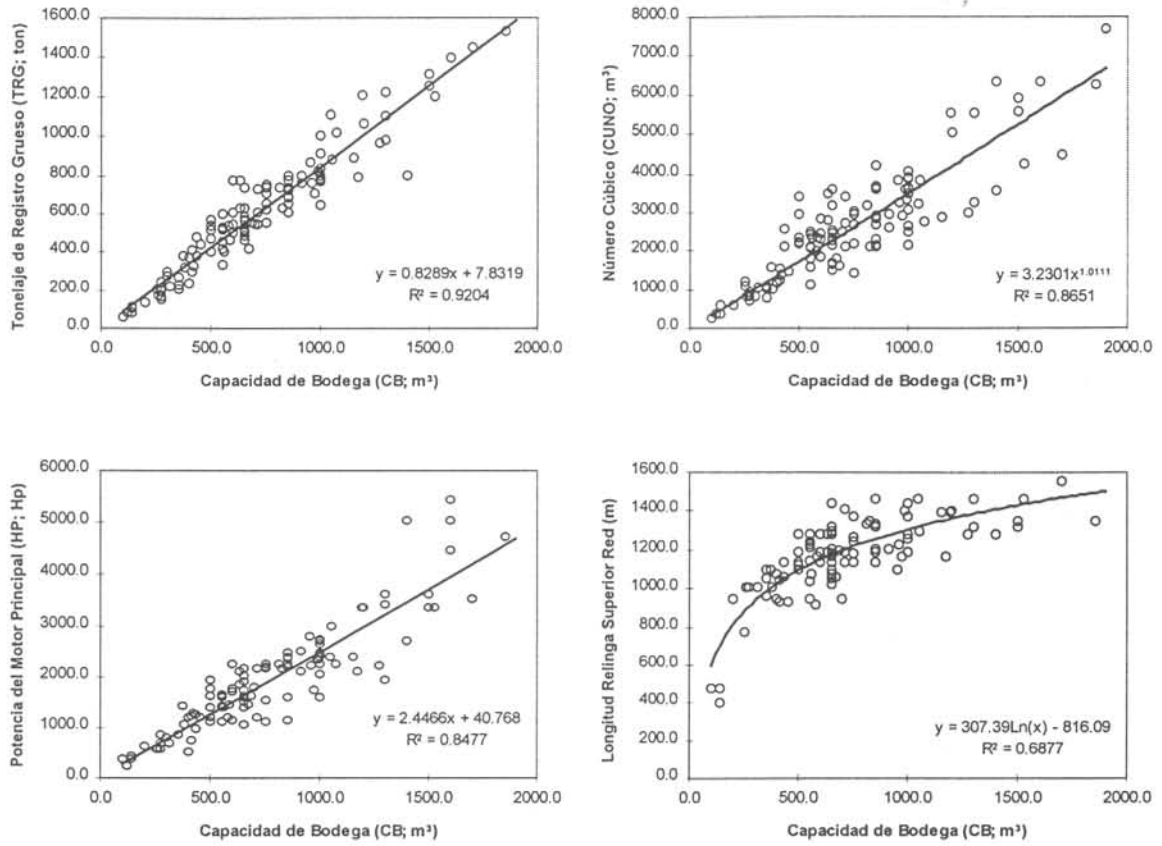 Tonelaje de Registro Grueso (TRG; ton)
1600.0
1400.0
1200.0
1000.0
800.0
600.0
400.0
200.0
0.0
y = 0.8289x + 7.8319
R² = 0.9204
0.0 500.0 1000.0 1500.0 2000.0
Capacidad de Bodega (CB; m³)
Número Cúbico (CUNO; m³)
8000.0
7000.0
6000.0
5000.0
4000.0
3000.0
2000.0
1000.0
0.0
y = 3.2301x¹·⁰¹¹¹
R² = 0.8651
0.0 500.0 1000.0 1500.0 2000.0
Capacidad de Bodega (CB; m³)
Potencia del Motor Principal (HP; Hp)
6000.0
5000.0
4000.0
3000.0
2000.0
1000.0
0.0
y = 2.4466x + 40.768
R² = 0.8477
0.0 500.0 1000.0 1500.0 2000.0
Capacidad de Bodega (CB; m³)
Longitud Relinga Superior Red (m)
1600.0
1400.0
1200.0
1000.0
800.0
600.0
400.0
200.0
0.0
y = 307.39Ln(x) - 816.09
R² = 0.6877
0.0 500.0 1000.0 1500.0 2000.0
Capacidad de Bodega (CB; m³)